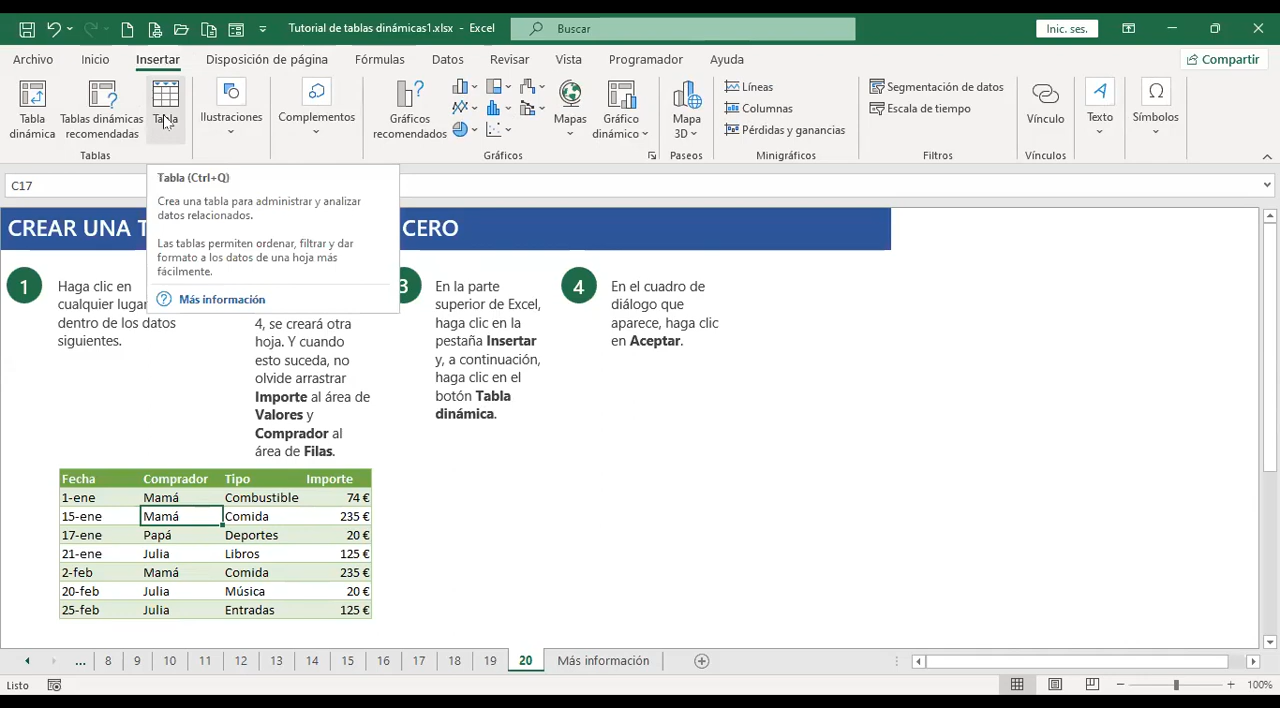 Tutorial de tablas dinámicas1.xlsx - Excel
Buscar
Inic. ses.
Archivo Inicio Insertar Disposición de página Fórmulas Datos Revisar Vista Programador Ayuda Compartir
Tabla dinámica
Tablas dinámicas recomendadas
Tabla
Tablas
Ilustraciones
Complementos
Gráficos recomendados
Mapas
Gráfico dinámico
Gráficos
Mapa 3D
Paseos
Líneas
Columnas
Pérdidas y ganancias
Minigráficos
Segmentación de datos
Escala de tiempo
Filtros
Vínculo
Vínculos
Texto
Símbolos
C17
Tabla (Ctrl+Q)
Crea una tabla para administrar y analizar
datos relacionados.
Las tablas permiten ordenar, filtrar y dar
formato a los datos de una hoja más
fácilmente.
Más información
CREAR UNA T CERO
1
Haga clic en
cualquier lugar
dentro de los datos
siguientes.
4, se creará otra
hoja. Y cuando
esto suceda, no
olvide arrastrar
Importe al área de
Valores y
Comprador al
área de Filas.
3
En la parte
superior de Excel,
haga clic en la
pestaña Insertar
y, a continuación,
haga clic en el
botón Tabla
dinámica.
4
En el cuadro de
diálogo que
aparece, haga clic
en Aceptar.
Fecha Comprador Tipo Importe
1-ene Mamá Combustible 74 €
15-ene Mamá Comida 235 €
17-ene Papá Deportes 20 €
21-ene Julia Libros 125 €
2-feb Mamá Comida 235 €
20-feb Julia Música 20 €
25-feb Julia Entradas 125 €
... 8 9 10 11 12 13 14 15 16 17 18 19 20 Más información
Listo
100%